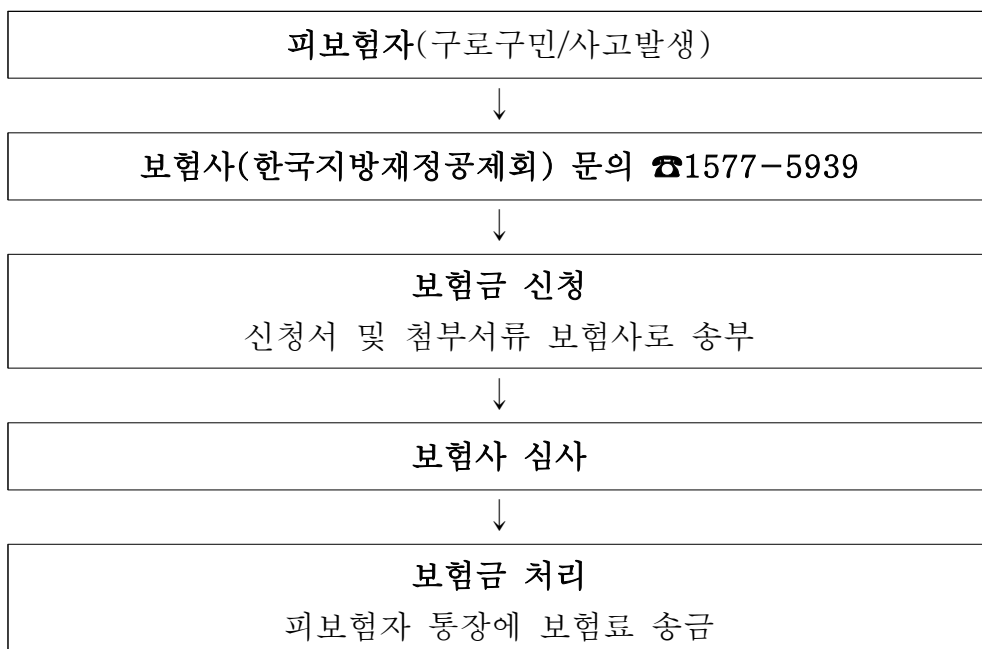 피보험자(구로구민/사고발생)
↓
보험사(한국지방재정공제회) 문의 ☎1577-5939
↓
보험금 신청
신청서 및 첨부서류 보험사로 송부
↓
보험사 심사
↓
보험금 처리
피보험자 통장에 보험료 송금